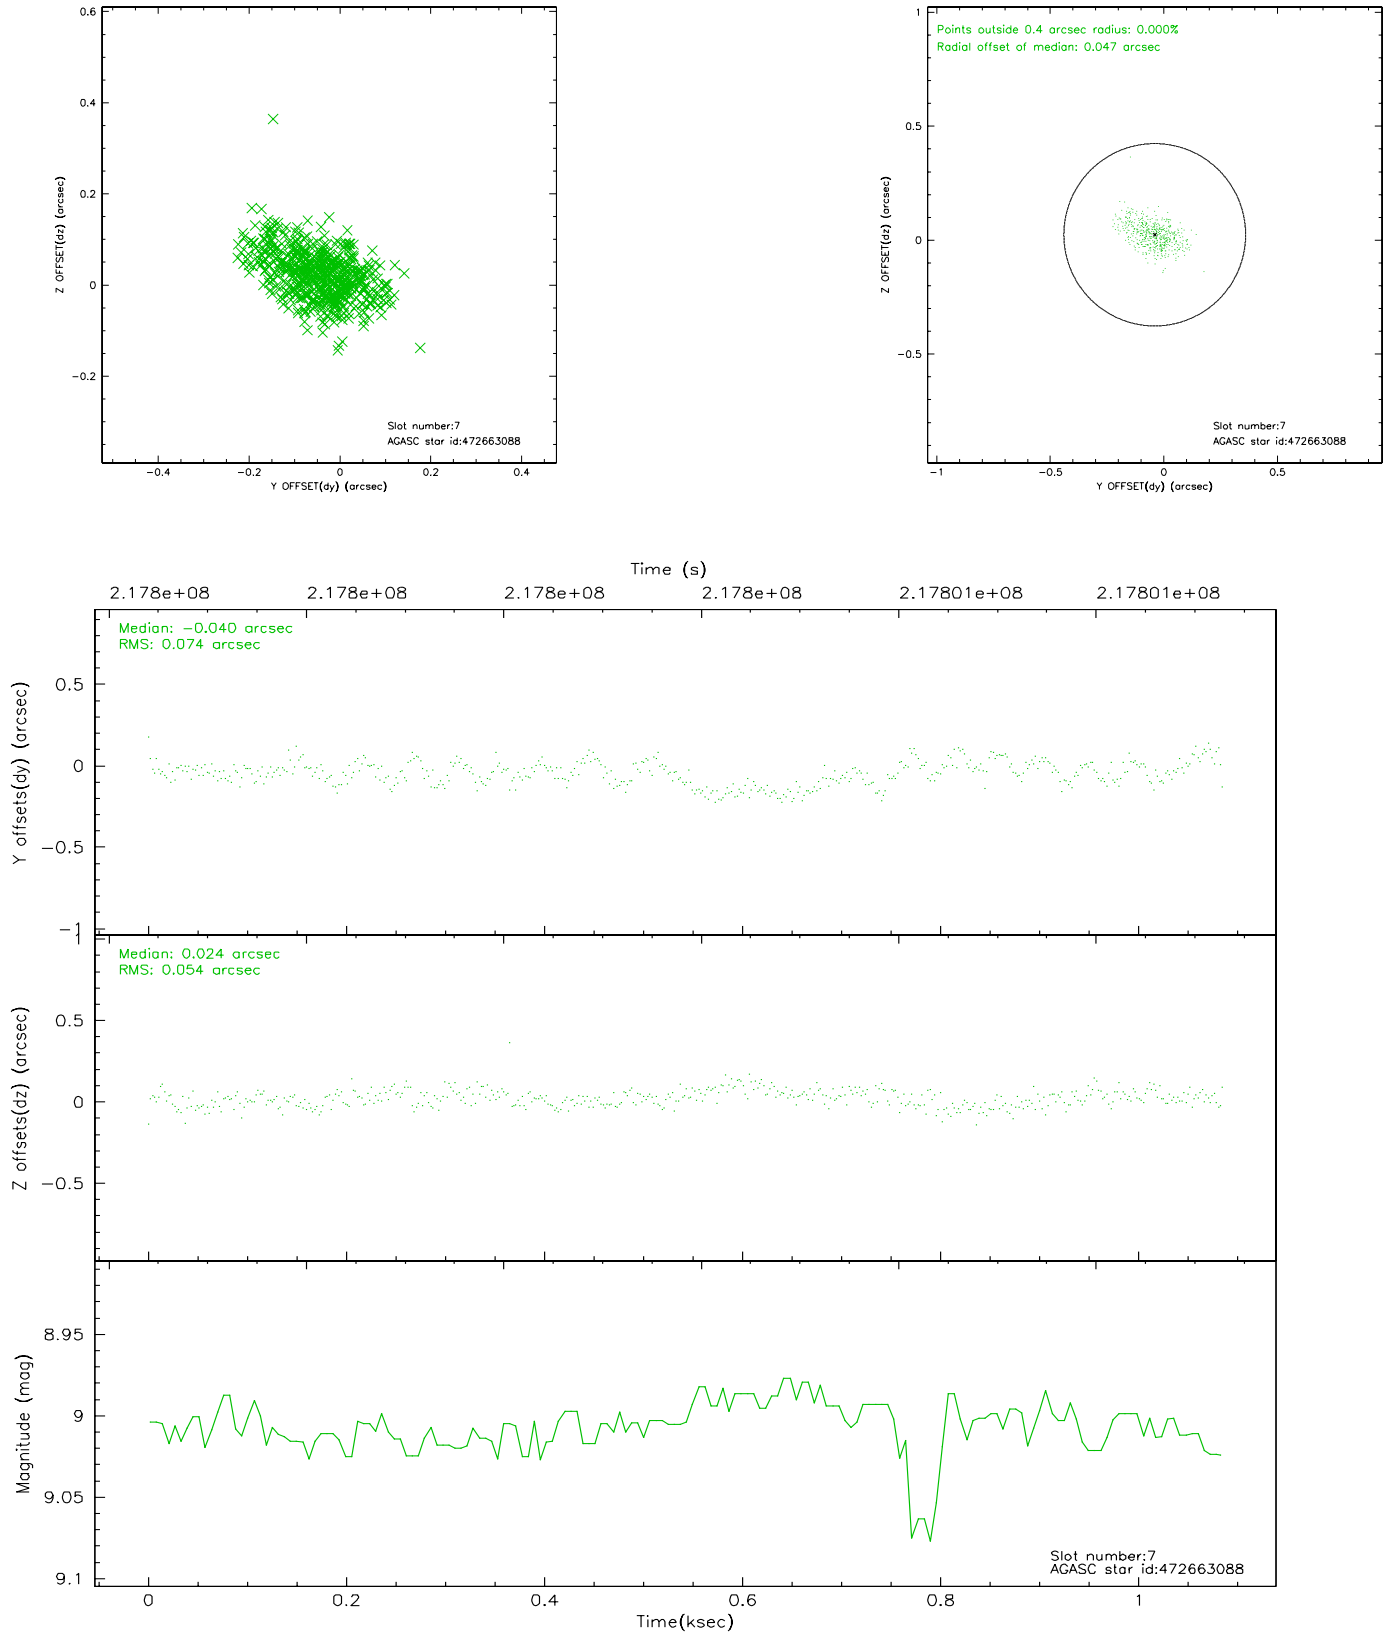 0.6
0.4
0.2
0
−0.2
Z OFFSET(dz) (arcsec)
Slot number:7
AGASC star id:472663088
−0.4 −0.2 0 0.2 0.4
Y OFFSET(dy) (arcsec)
Points outside 0.4 arcsec radius: 0.000%
Radial offset of median: 0.047 arcsec
1
0.5
0
−0.5
Z OFFSET(dz) (arcsec)
Slot number:7
AGASC star id:472663088
−1 −0.5 0 0.5
Y OFFSET(dy) (arcsec)
Time (s)
2.178e+08 2.178e+08 2.178e+08 2.178e+08 2.17801e+08 2.17801e+08
Median: −0.040 arcsec
RMS: 0.074 arcsec
0.5
0
−0.5
−1
Y offsets(dy) (arcsec)
Median: 0.024 arcsec
RMS: 0.054 arcsec
1
0.5
0
−0.5
Z offsets(dz) (arcsec)
8.95
9
9.05
9.1
Magnitude (mag)
Slot number:7
AGASC star id:472663088
0 0.2 0.4 0.6 0.8 1
Time(ksec)